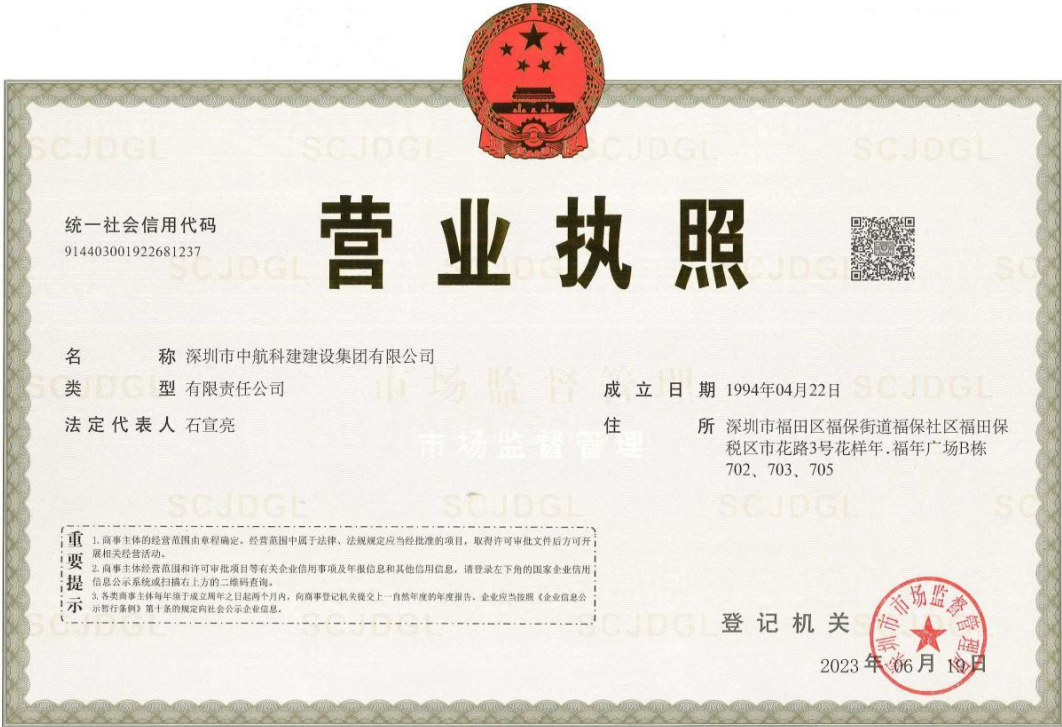 营业执照
统一社会信用代码
914403001922681237
名 称 深圳市中航科建建设集团有限公司
类 型 有限责任公司
法定代表人 石宣亮
成立日期 1994年04月22日
住 所 深圳市福田区福保街道福保社区福田保
税区市花路3号花样年.福年广场B栋
702、703、705
重要提示
1.商事主体的经营范围由章程确定。经营范围中属于法律、法规规定应当经批准的项目，取得许可审批文件后方可开
展相关经营活动。
2.商事主体经营范围和许可审批项目等有关企业信用事项及年报信息和其他信用信息，请登录左下角的国家企业信用
信息公示系统或扫描右上方的二维码查询。
3.各类商事主体每年须于成立周年之日起两个月内，向商事登记机关提交上一自然年度的年度报告。企业应当按照《企业信息公
示暂行条例》第十条的规定向社会公示企业信息。
登记机关
深圳市市场监督管理局
2023年06月19日
SCJDGL SCJDGL SCJDGL SCJDGL
SCJDGL
市场监督管理
市场监督管理